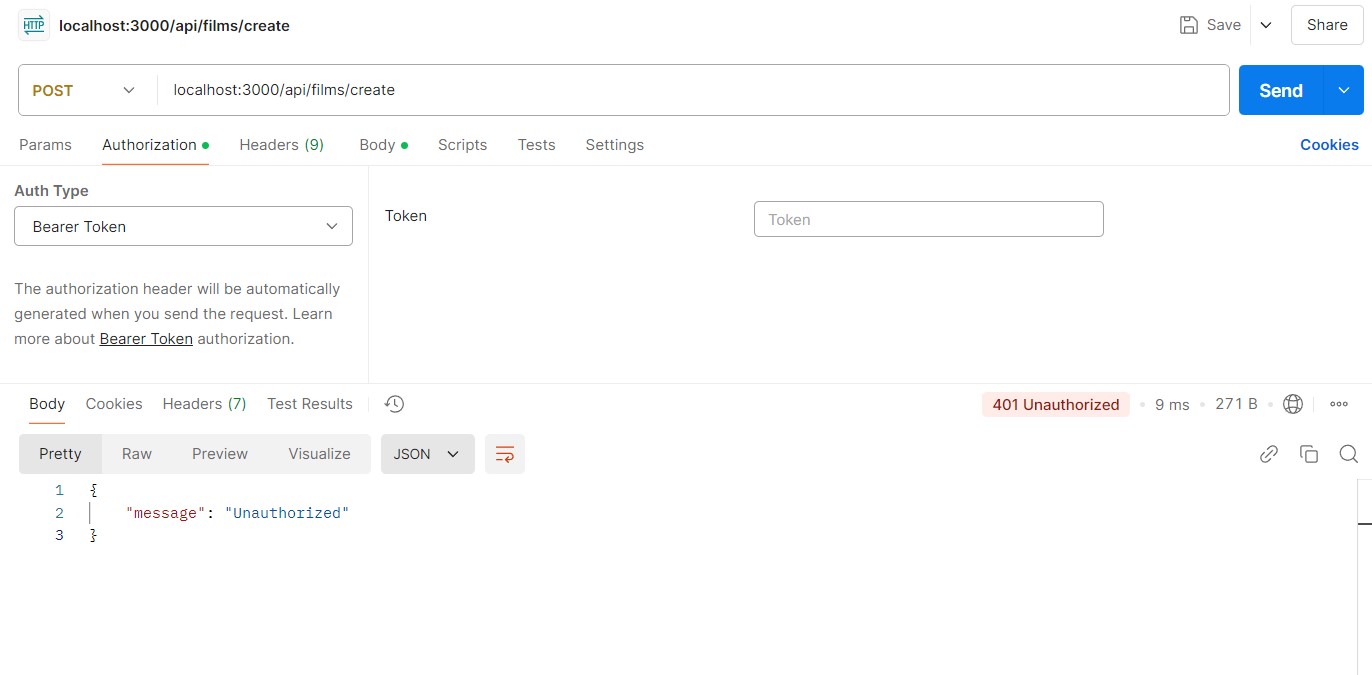 HTTP localhost:3000/api/films/create Save Share
POST localhost:3000/api/films/create Send
Params Authorization Headers (9) Body Scripts Tests Settings Cookies
Auth Type
Bearer Token
Token Token
The authorization header will be automatically
generated when you send the request. Learn
more about Bearer Token authorization.
Body Cookies Headers (7) Test Results 401 Unauthorized 9 ms 271 B
Pretty Raw Preview Visualize JSON
1 {
2 "message": "Unauthorized"
3 }